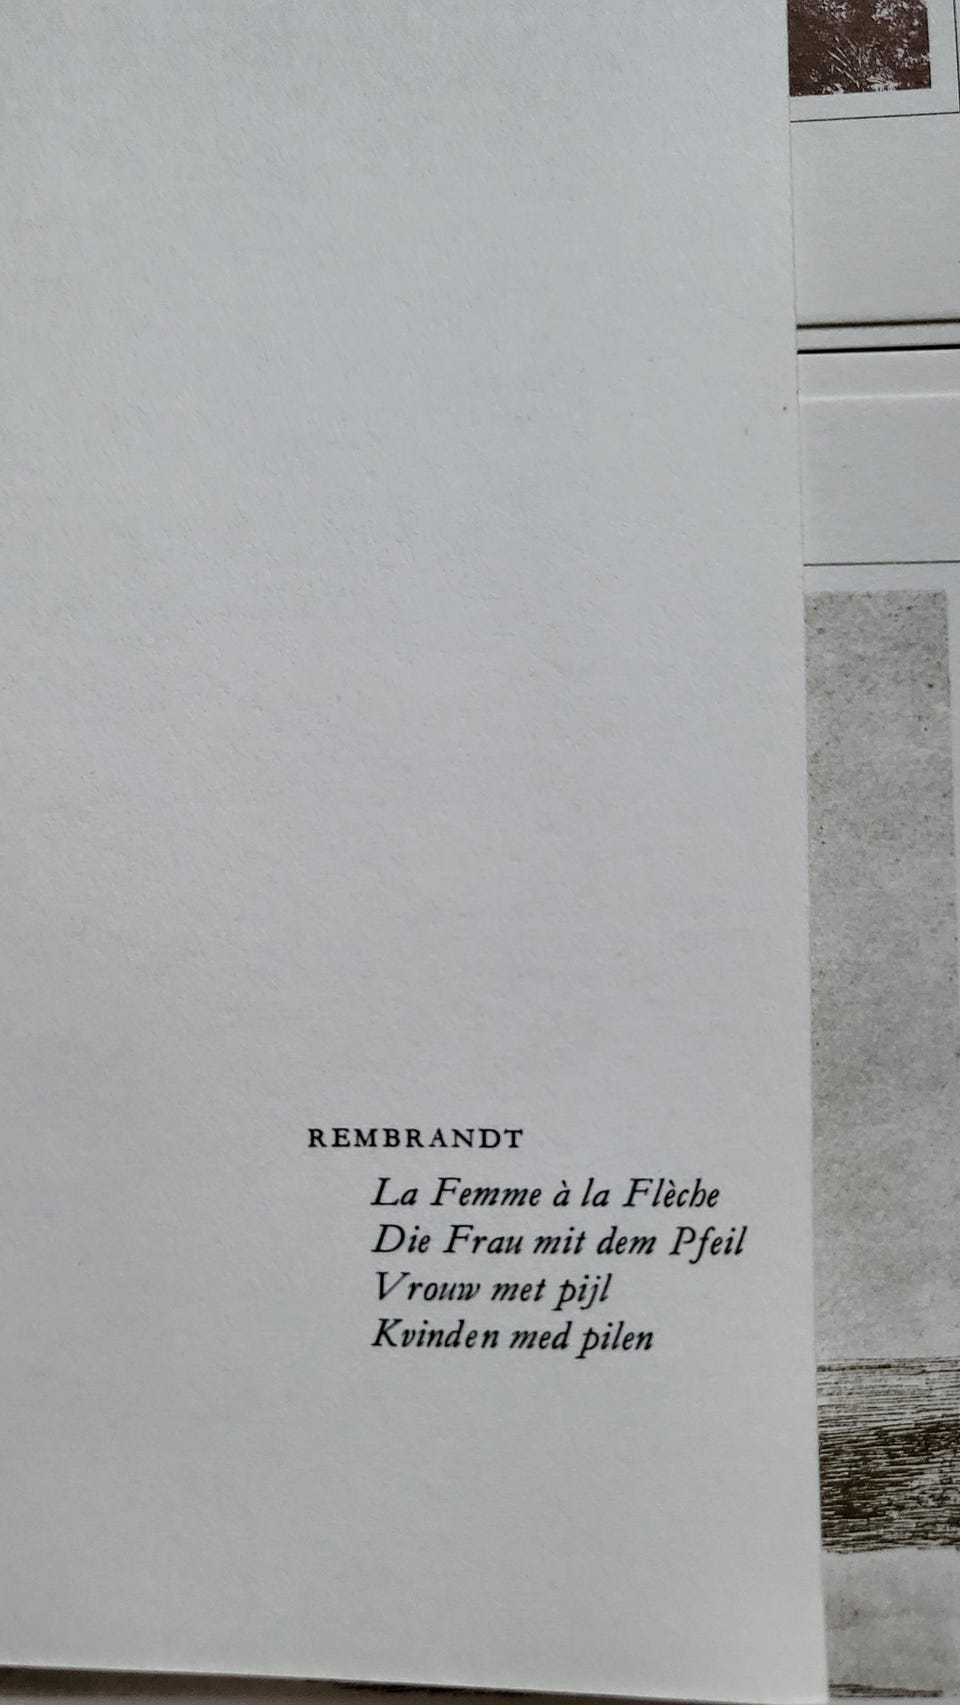 REMBRANDT
La Femme à la Flèche
Die Frau mit dem Pfeil
Vrouw met pijl
Kvinden med pilen